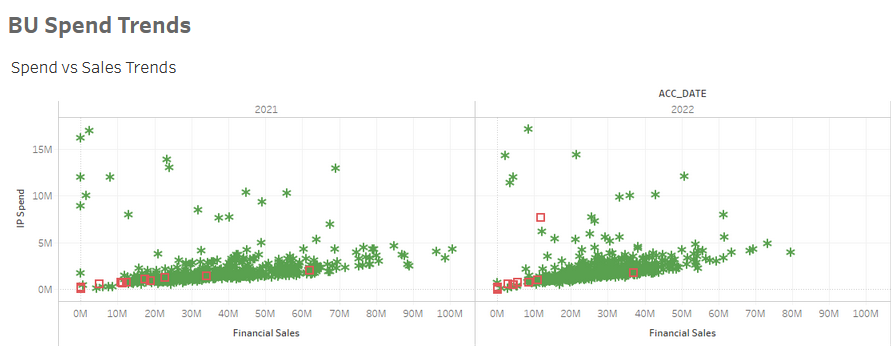 BU Spend Trends
Spend vs Sales Trends
ACC_DATE
2021
2022
IP Spend
15M
10M
5M
0M
0M 10M 20M 30M 40M 50M 60M 70M 80M 90M 100M
0M 10M 20M 30M 40M 50M 60M 70M 80M 90M 100M
Financial Sales
Financial Sales